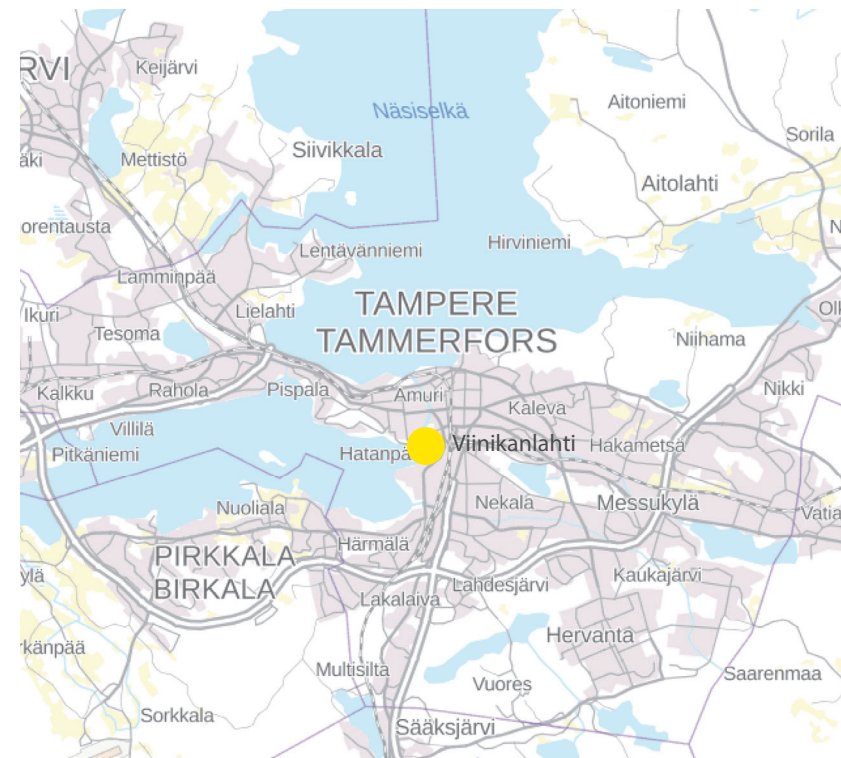 RVI
Keijärvi
Näsiselkä
Aitoniemi
Sorila
äki
Mettistö
Siivikkala
Aitolahti
orentausta
N
Lentävänniemi
Hirviniemi
Lamminpää
Ikuri
Lielahti
TAMPERE
TAMMERFORS
Olk
Tesoma
Niihama
Kalkku
Rahola
Pispala
Amuri
Kaleva
Nikki
Villilä
Pitkäniemi
Hatanpä
Viinikanlahti
Hakametsä
Nuoliala
Nekala
Messukylä
Vatia
Härmälä
PIRKKALA
BIRKALA
ylä
Lakalaiva
Lahdesjärvi
Kaukajärvi
Hervanta
rkänpää
Multisilta
Vuores
Saarenmaa
Sorkkala
Sääksjärvi